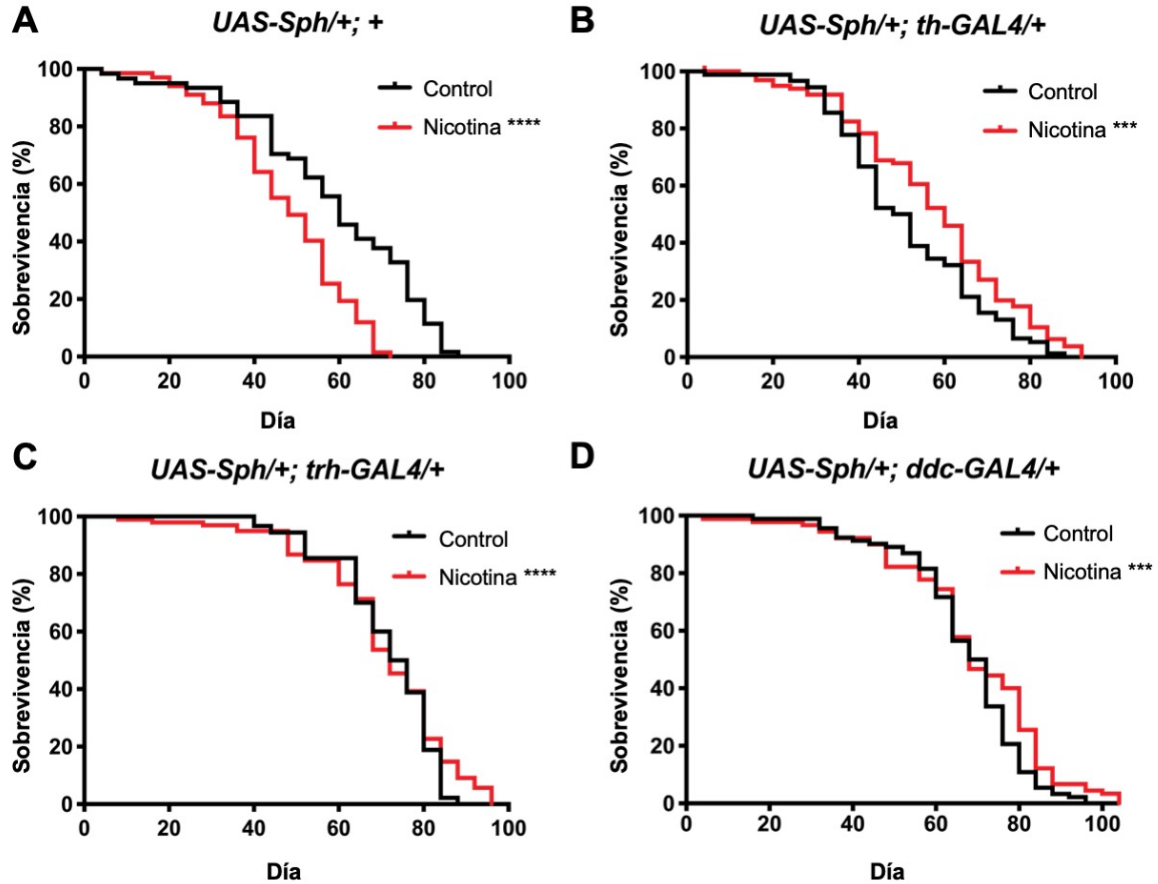 A
UAS-Sph/+; +
Sobrevivencia (%)
100
80
60
40
20
0
0 20 40 60 80 100
Día
Control
Nicotina ****
B
UAS-Sph/+; th-GAL4/+
Sobrevivencia (%)
100
80
60
40
20
0
0 20 40 60 80 100
Día
Control
Nicotina ***
C
UAS-Sph/+; trh-GAL4/+
Sobrevivencia (%)
100
80
60
40
20
0
0 20 40 60 80 100
Día
Control
Nicotina ****
D
UAS-Sph/+; ddc-GAL4/+
Sobrevivencia (%)
100
80
60
40
20
0
0 20 40 60 80 100
Día
Control
Nicotina ***